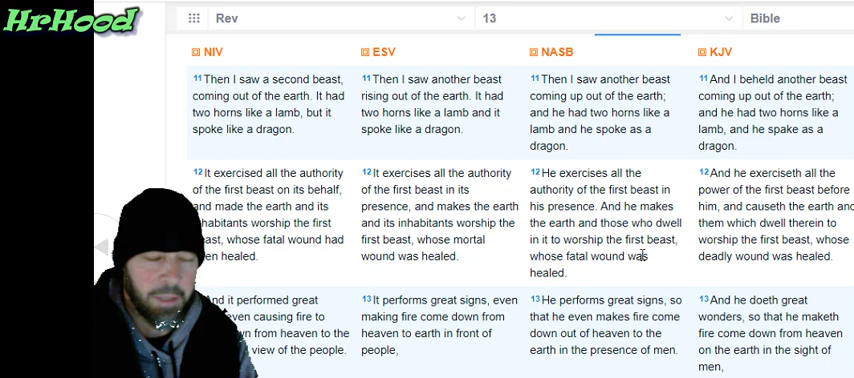 HrHood
Rev
13
Bible
NIV
11 Then I saw a second beast,
coming out of the earth. It had
two horns like a lamb, but it
spoke like a dragon.
12 It exercised all the authority
of the first beast on its behalf,
and made the earth and its
inhabitants worship the first
east, whose fatal wound had
en healed.
And it performed great
even causing fire to
wn from heaven to the
view of the people.
ESV
11 Then I saw another beast
rising out of the earth. It had
two horns like a lamb and it
spoke like a dragon.
12 It exercises all the authority
of the first beast in its
presence, and makes the earth
and its inhabitants worship the
first beast, whose mortal
wound was healed.
13 It performs great signs, even
making fire come down from
heaven to earth in front of
people,
NASB
11 Then I saw another beast
coming up out of the earth;
and he had two horns like a
lamb and he spoke as a
dragon.
12 He exercises all the
authority of the first beast in
his presence. And he makes
the earth and those who dwell
in it to worship the first beast,
whose fatal wound was
healed.
13 He performs great signs, so
that he even makes fire come
down out of heaven to the
earth in the presence of men.
KJV
11 And I beheld another beast
coming up out of the earth;
and he had two horns like a
lamb, and he spake as a
dragon.
12 And he exerciseth all the
power of the first beast before
him, and causeth the earth and
them which dwell therein to
worship the first beast, whose
deadly wound was healed.
13 And he doeth great
wonders, so that he maketh
fire come down from heaven
on the earth in the sight of
men,